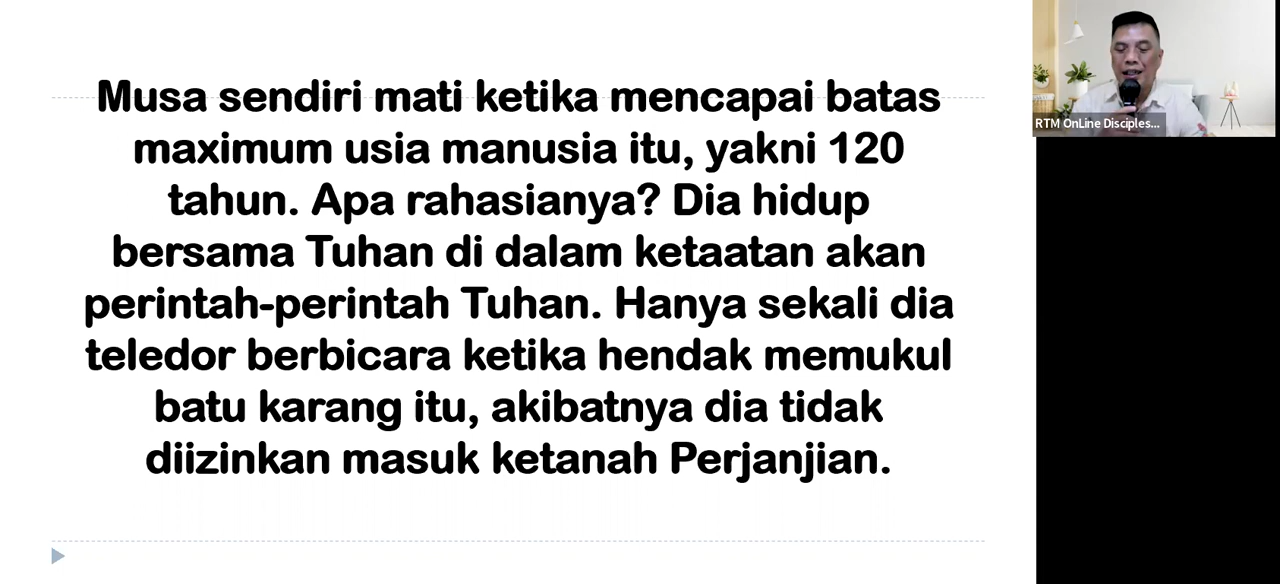 Musa sendiri mati ketika mencapai batas
maximum usia manusia itu, yakni 120
tahun. Apa rahasianya? Dia hidup
bersama Tuhan di dalam ketaatan akan
perintah-perintah Tuhan. Hanya sekali dia
teledor berbicara ketika hendak memukul
batu karang itu, akibatnya dia tidak
diizinkan masuk ketanah Perjanjian.
RTM OnLine Disciples...